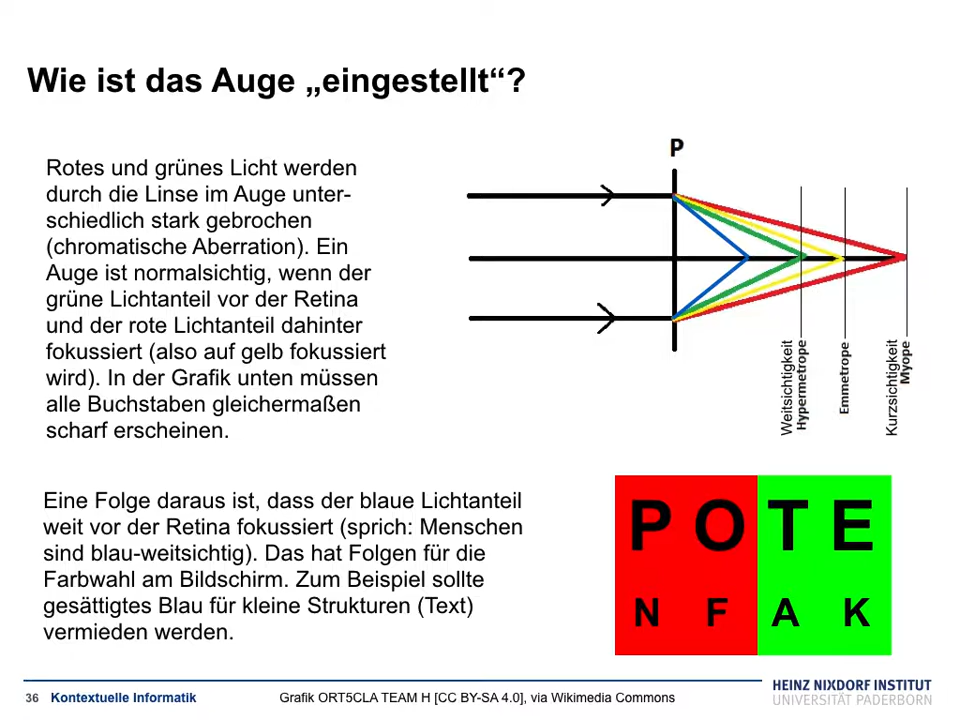 Wie ist das Auge „eingestellt“?
Rotes und grünes Licht werden
durch die Linse im Auge unter-
schiedlich stark gebrochen
(chromatische Aberration). Ein
Auge ist normalsichtig, wenn der
grüne Lichtanteil vor der Retina
und der rote Lichtanteil dahinter
fokussiert (also auf gelb fokussiert
wird). In der Grafik unten müssen
alle Buchstaben gleichermaßen
scharf erscheinen.
P
Weitsichtigkeit
Hypermetrope
Emmetrope
Kurzsichtigkeit
Myope
Eine Folge daraus ist, dass der blaue Lichtanteil
weit vor der Retina fokussiert (sprich: Menschen
sind blau-weitsichtig). Das hat Folgen für die
Farbwahl am Bildschirm. Zum Beispiel sollte
gesättigtes Blau für kleine Strukturen (Text)
vermieden werden.
P O T E
N F A K
36 Kontextuelle Informatik
Grafik ORT5CLA TEAM H [CC BY-SA 4.0], via Wikimedia Commons
HEINZ NIXDORF INSTITUT
UNIVERSITÄT PADERBORN